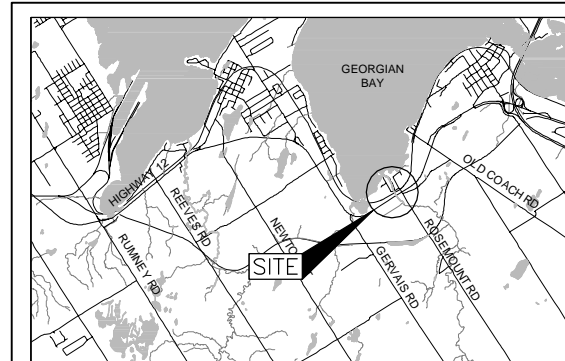 GEORGIAN
BAY
HIGHWAY 12
OLD COACH RD
REEVES RD
ROSEMOUNT RD
RUMNEY RD
SITE
GERVAIS RD